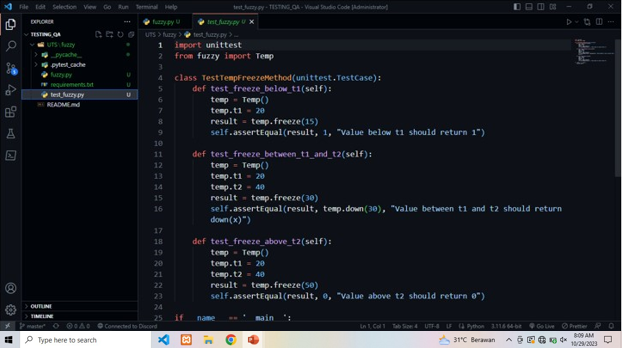 File Edit Selection View Go Run Terminal Help
test_fuzzy.py - TESTING_QA - Visual Studio Code [Administrator]
EXPLORER
TESTING_QA
UTS : fuzzy
__pycache__
.pytest_cache
fuzzy.py U
requirements.txt U
test_fuzzy.py U
README.md
OUTLINE
TIMELINE
fuzzy.py U
test_fuzzy.py U
UTS : fuzzy > test_fuzzy.py > ...
1 import unittest
2 from fuzzy import Temp
3
4 class TestTempFreezeMethod(unittest.TestCase):
5 def test_freeze_below_t1(self):
6 temp = Temp()
7 temp.t1 = 20
8 result = temp.freeze(15)
9 self.assertEqual(result, 1, "Value below t1 should return 1")
10
11 def test_freeze_between_t1_and_t2(self):
12 temp = Temp()
13 temp.t1 = 20
14 temp.t2 = 40
15 result = temp.freeze(30)
16 self.assertEqual(result, temp.down(30), "Value between t1 and t2 should return
down(x)")
17
18 def test_freeze_above_t2(self):
19 temp = Temp()
20 temp.t1 = 20
21 temp.t2 = 40
22 result = temp.freeze(50)
23 self.assertEqual(result, 0, "Value above t2 should return 0")
24
25 if __name__ == '__main__':
master* 0 0 Connected to Discord
Ln 1, Col 1 Tab Size: 4 UTF-8 LF Python 3.11.6 64-bit Go Live Prettier
Type here to search
31°C Berawan
8:09 AM
10/29/2023